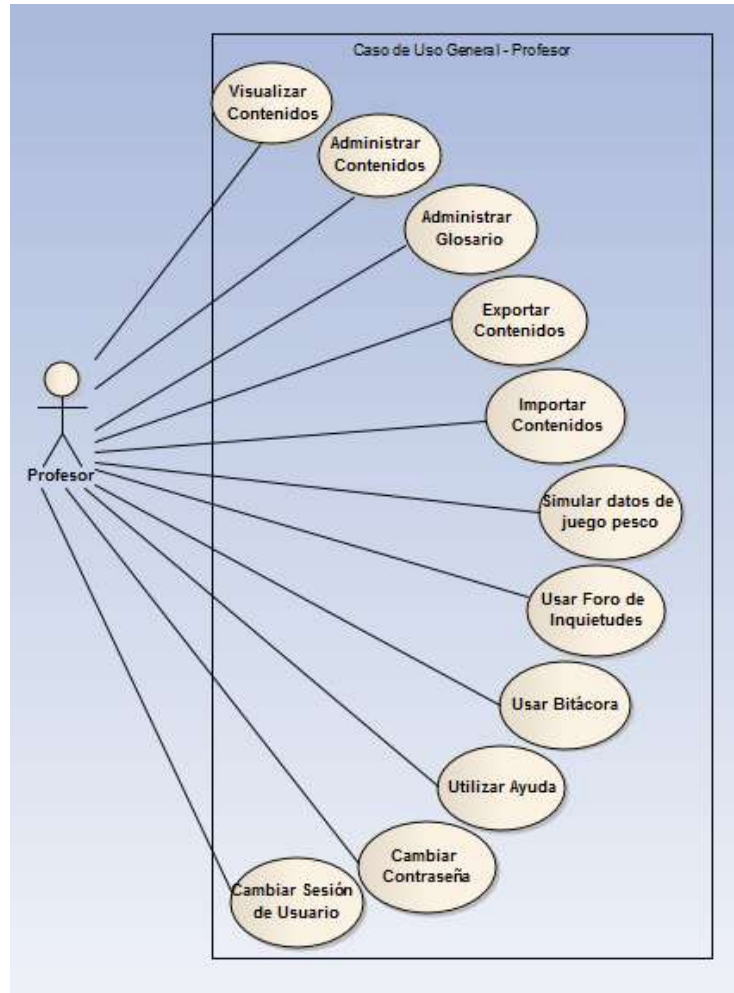 Caso de Uso General - Profesor
Visualizar
Contenidos
Administrar
Contenidos
Administrar
Glosario
Exportar
Contenidos
Importar
Contenidos
Profesor
Simular datos de
juego pesco
Usar Foro de
Inquietudes
Usar Bitácora
Utilizar Ayuda
Cambiar
Contraseña
Cambiar Sesión
de Usuario